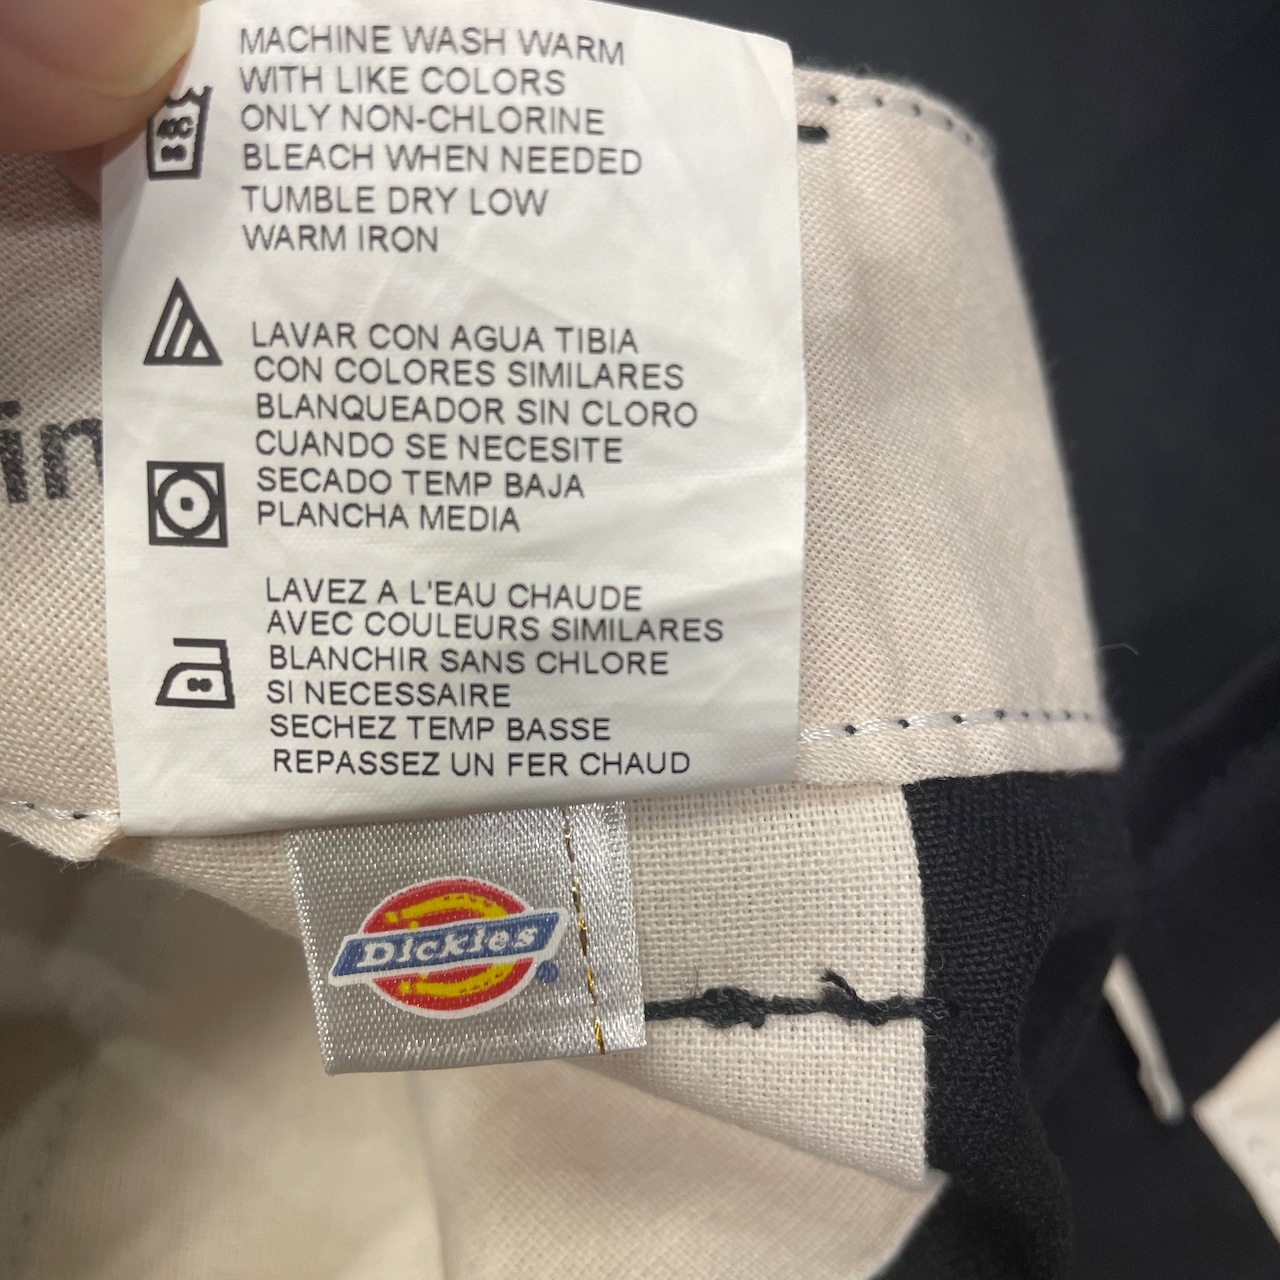 MACHINE WASH WARM
WITH LIKE COLORS
ONLY NON-CHLORINE
BLEACH WHEN NEEDED
TUMBLE DRY LOW
WARM IRON
LAVAR CON AGUA TIBIA
CON COLORES SIMILARES
BLANQUEADOR SIN CLORO
CUANDO SE NECESITE
SECADO TEMP BAJA
PLANCHA MEDIA
in
LAVEZ A L'EAU CHAUDE
AVEC COULEURS SIMILARES
BLANCHIR SANS CHLORE
SI NECESSAIRE
SECHEZ TEMP BASSE
REPASSEZ UN FER CHAUD
Dickies